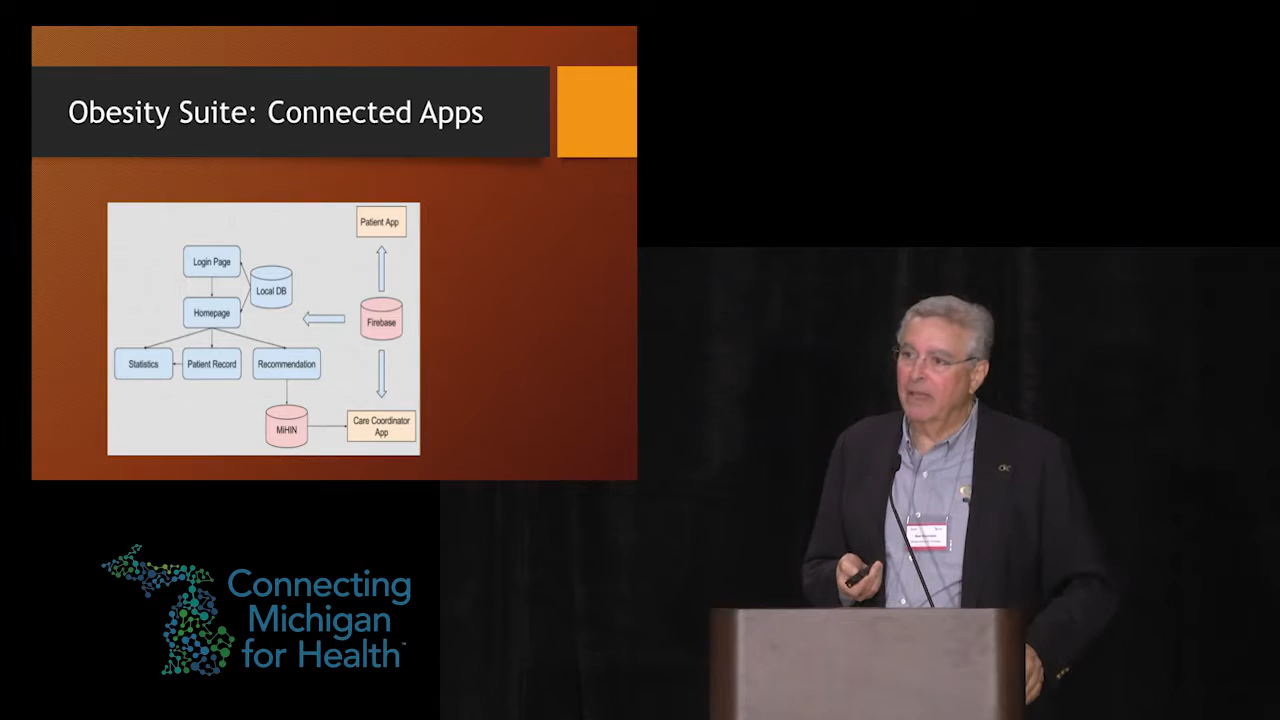 Obesity Suite: Connected Apps
Patient App
Login Page
Local DB
Homepage
Firebase
Statistics
Patient Record
Recommendation
MiHIN
Care Coordinator
App
Connecting
Michigan
for Health™